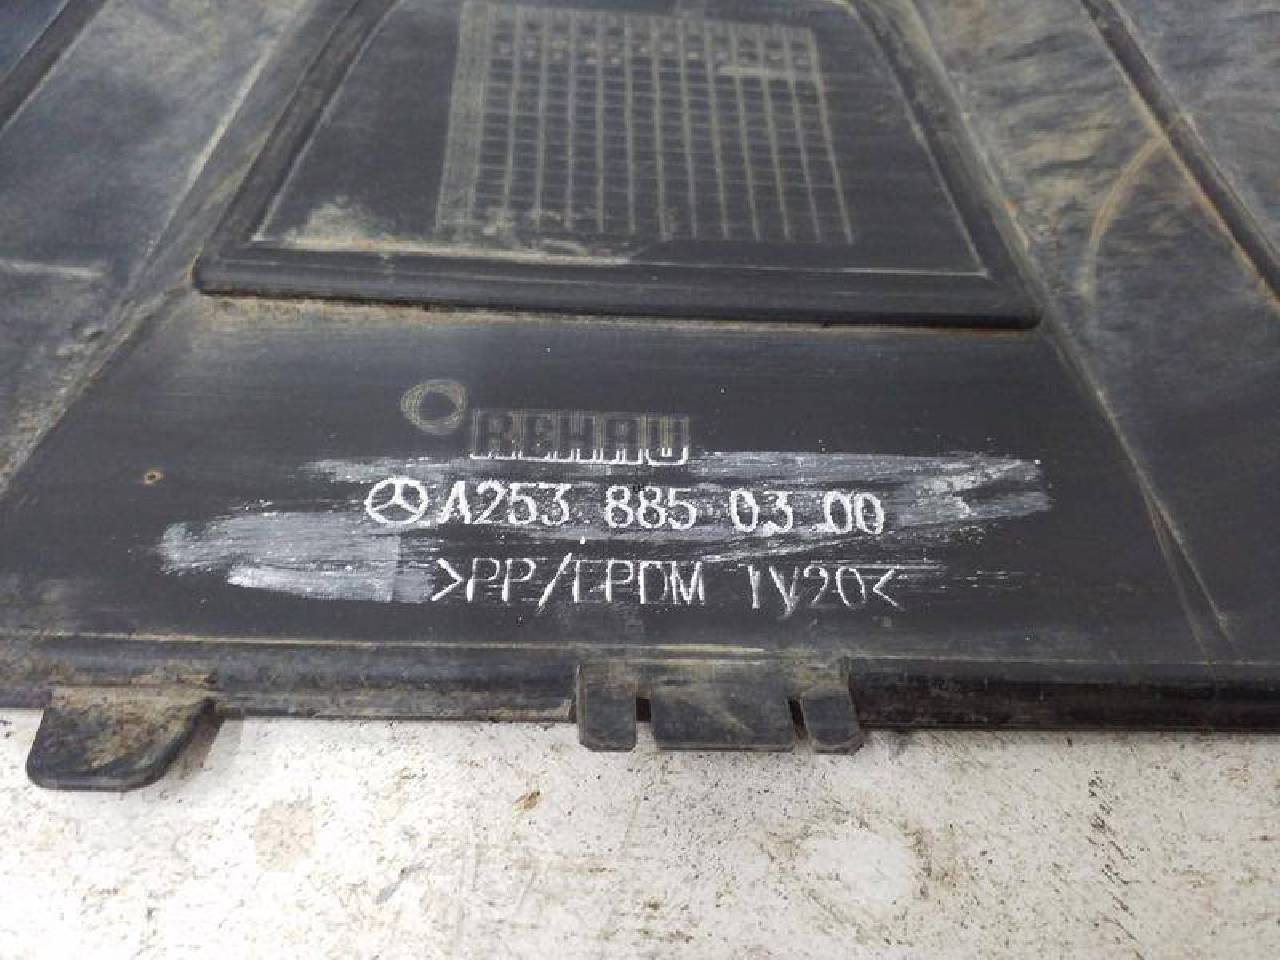 REHAU
A253 885 03 00
>PP/EPDM TV20<